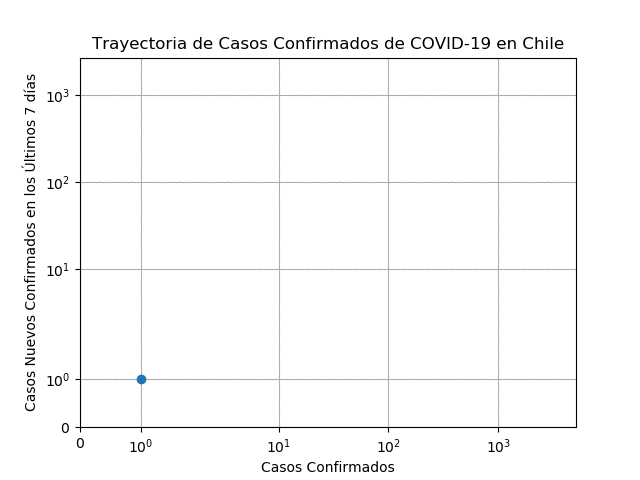 Trayectoria de Casos Confirmados de COVID-19 en Chile
Casos Nuevos Confirmados en los Últimos 7 días
10³
10²
10¹
10⁰
0
0 10⁰ 10¹ 10² 10³
Casos Confirmados